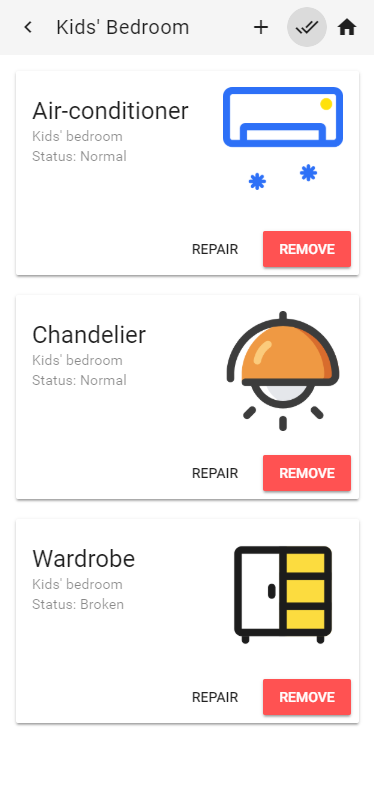 Kids' Bedroom
Air-conditioner
Kids' bedroom
Status: Normal
REPAIR REMOVE
Chandelier
Kids' bedroom
Status: Normal
REPAIR REMOVE
Wardrobe
Kids' bedroom
Status: Broken
REPAIR REMOVE